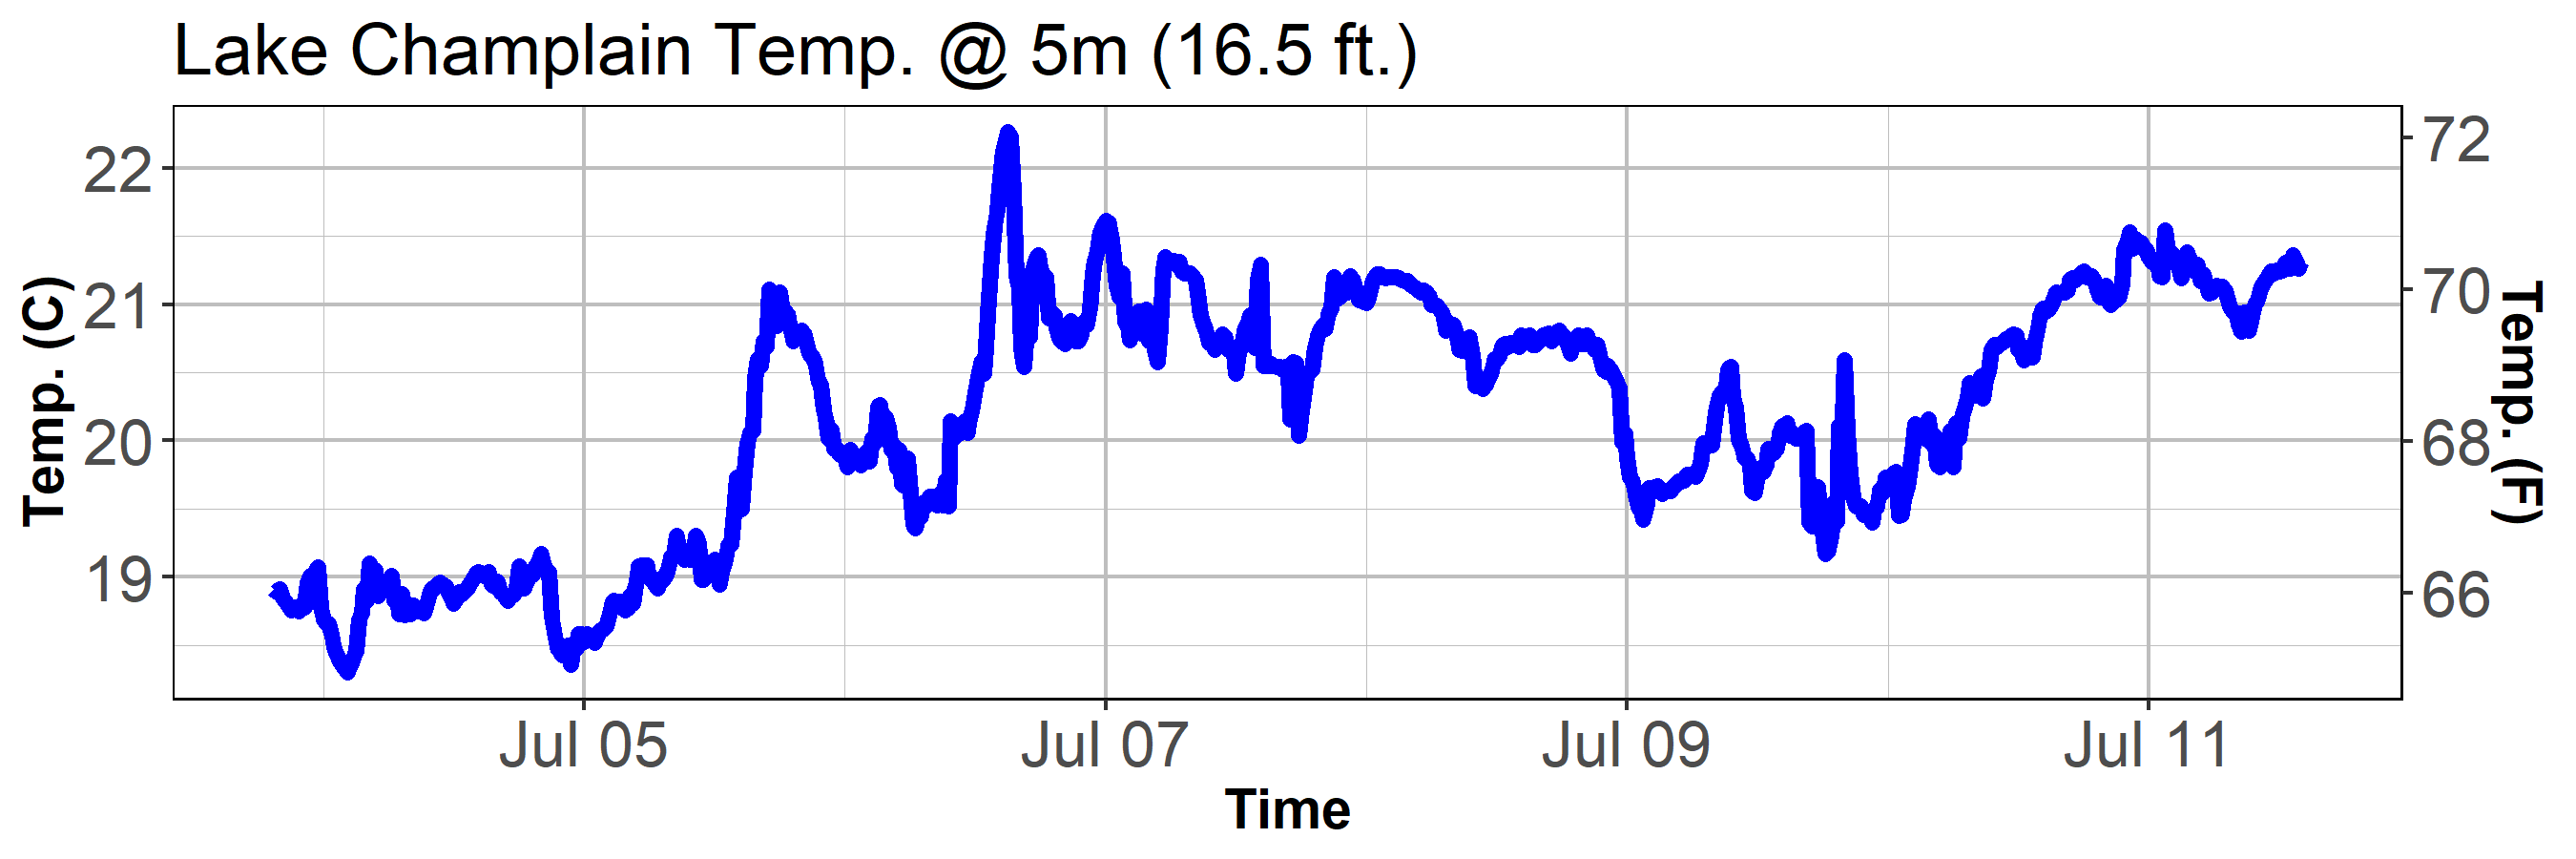 Lake Champlain Temp. @ 5m (16.5 ft.)
Temp. (C)
22
21
20
19
72
70
68
66
Temp. (F)
Jul 05 Jul 07 Jul 09 Jul 11
Time